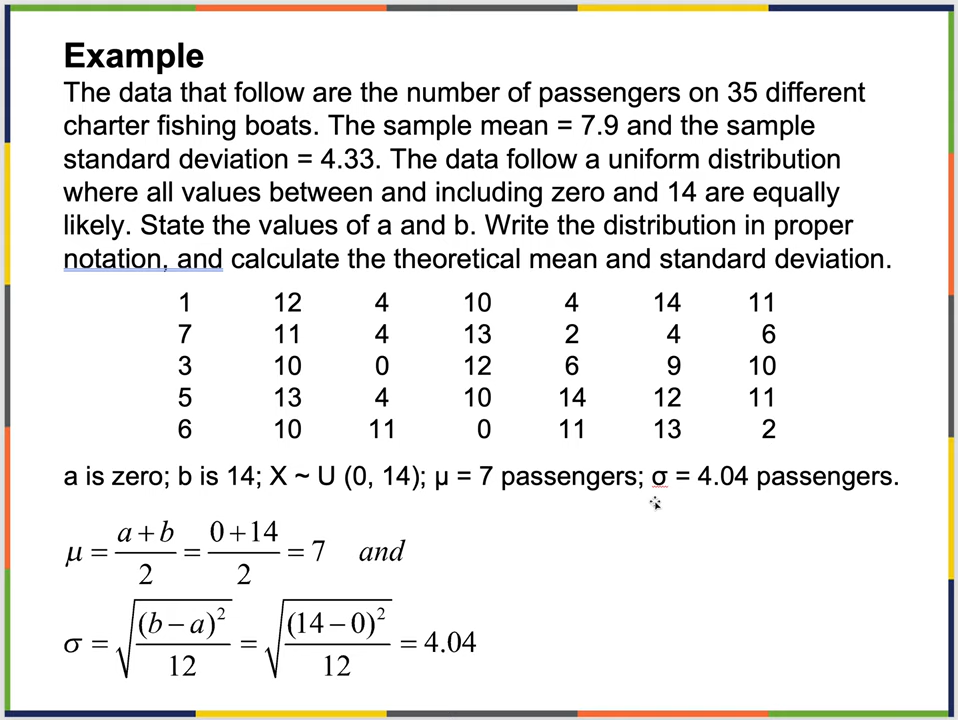 Example
The data that follow are the number of passengers on 35 different
charter fishing boats. The sample mean = 7.9 and the sample
standard deviation = 4.33. The data follow a uniform distribution
where all values between and including zero and 14 are equally
likely. State the values of a and b. Write the distribution in proper
notation, and calculate the theoretical mean and standard deviation.
1 12 4 10 4 14 11
7 11 4 13 2 4 6
3 10 0 12 6 9 10
5 13 4 10 14 12 11
6 10 11 0 11 13 2
a is zero; b is 14; X ~ U (0, 14); μ = 7 passengers; σ = 4.04 passengers.
μ = (a + b)/2 = (0 + 14)/2 = 7 and
σ = √((b − a)²/12) = √((14 − 0)²/12) = 4.04